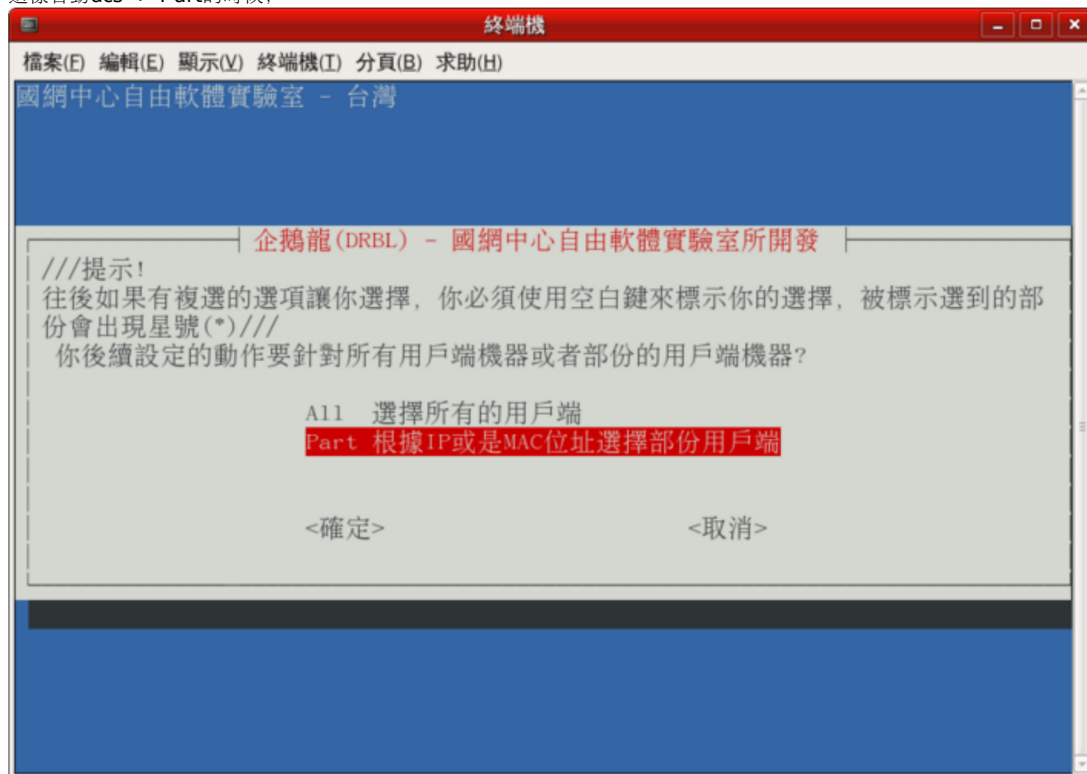 終端機
檔案(F) 編輯(E) 顯示(V) 終端機(T) 分頁(B) 求助(H)
國網中心自由軟體實驗室 - 台灣
企鵝龍(DRBL) - 國網中心自由軟體實驗室所開發
///提示!
往後如果有複選的選項讓你選擇, 你必須使用空白鍵來標示你的選擇, 被標示選到的部
份會出現星號(*)///
你後續設定的動作要針對所有用戶端機器或者部份的用戶端機器?
All 選擇所有的用戶端
Part 根據IP或是MAC位址選擇部份用戶端
<確定> <取消>